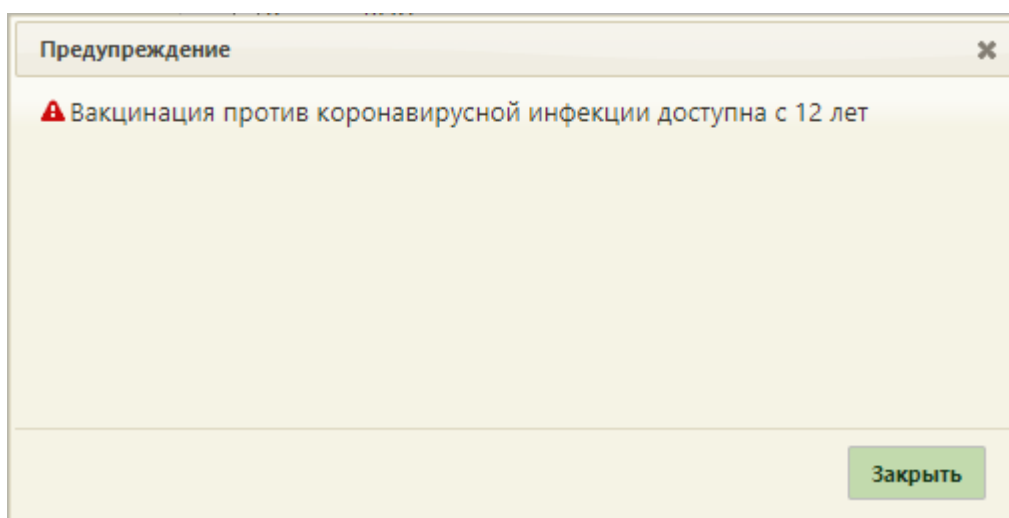 Предупреждение
Вакцинация против коронавирусной инфекции доступна с 12 лет
Закрыть